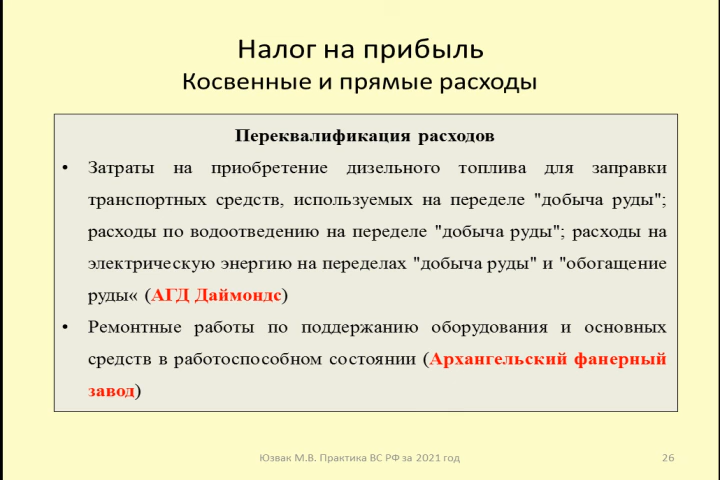 Налог на прибыль
Косвенные и прямые расходы
Переквалификация расходов
• Затраты на приобретение дизельного топлива для заправки
транспортных средств, используемых на переделе "добыча руды";
расходы по водоотведению на переделе "добыча руды"; расходы на
электрическую энергию на переделах "добыча руды" и "обогащение
руды« (АГД Даймондс)
• Ремонтные работы по поддержанию оборудования и основных
средств в работоспособном состоянии (Архангельский фанерный
завод)
Юзвак М.В. Практика ВС РФ за 2021 год
26